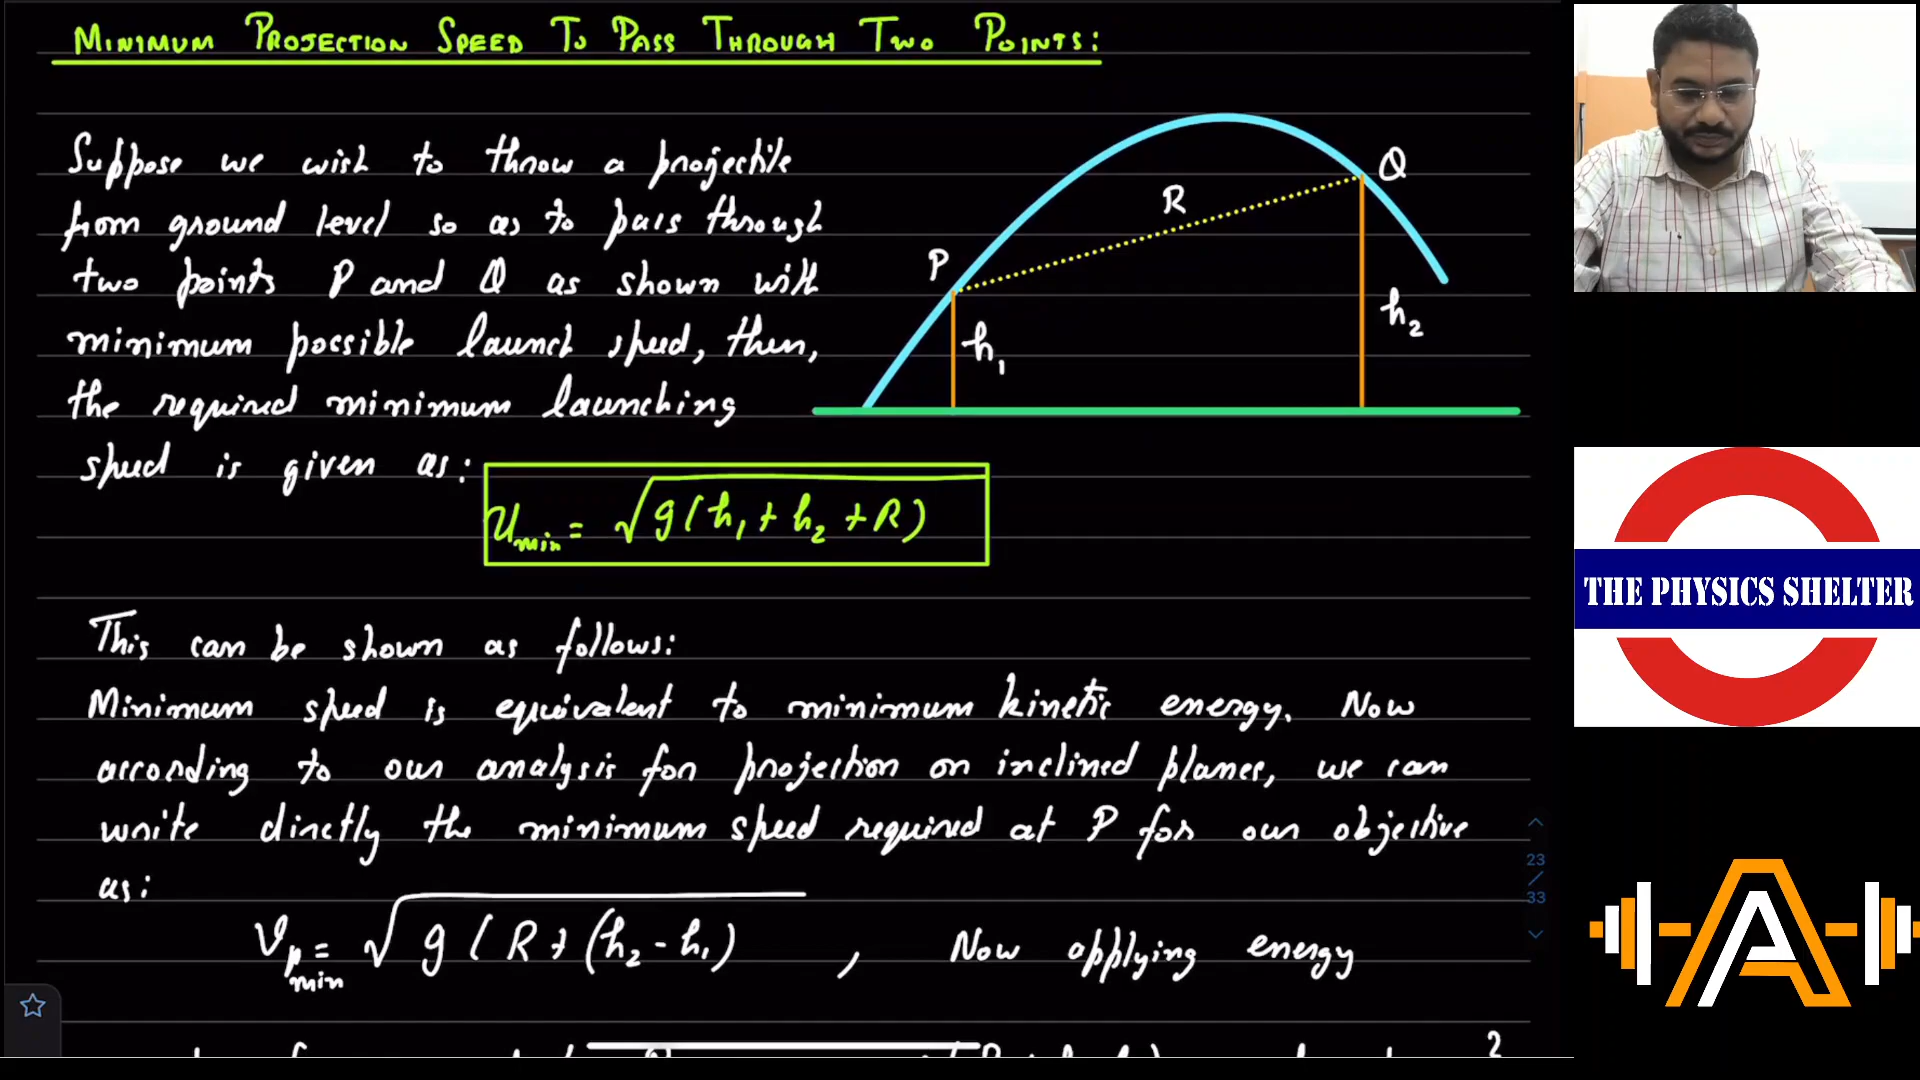 MINIMUM PROJECTION SPEED TO PASS THROUGH TWO POINTS:
Suppose we wish to throw a projectile
from ground level so as to pass through
two points P and Q as shown with
minimum possible launch speed, then,
the required minimum launching
speed is given as:
U_min = √g(h₁ + h₂ + R)
P
Q
R
h₁
h₂
This can be shown as follows:
Minimum speed is equivalent to minimum kinetic energy. Now
according to our analysis for projection on inclined planes, we can
write directly the minimum speed required at P for our objective
as:
V_P min = √g(R + (h₂ - h₁) , Now applying energy
THE PHYSICS SHELTER
23
/
33